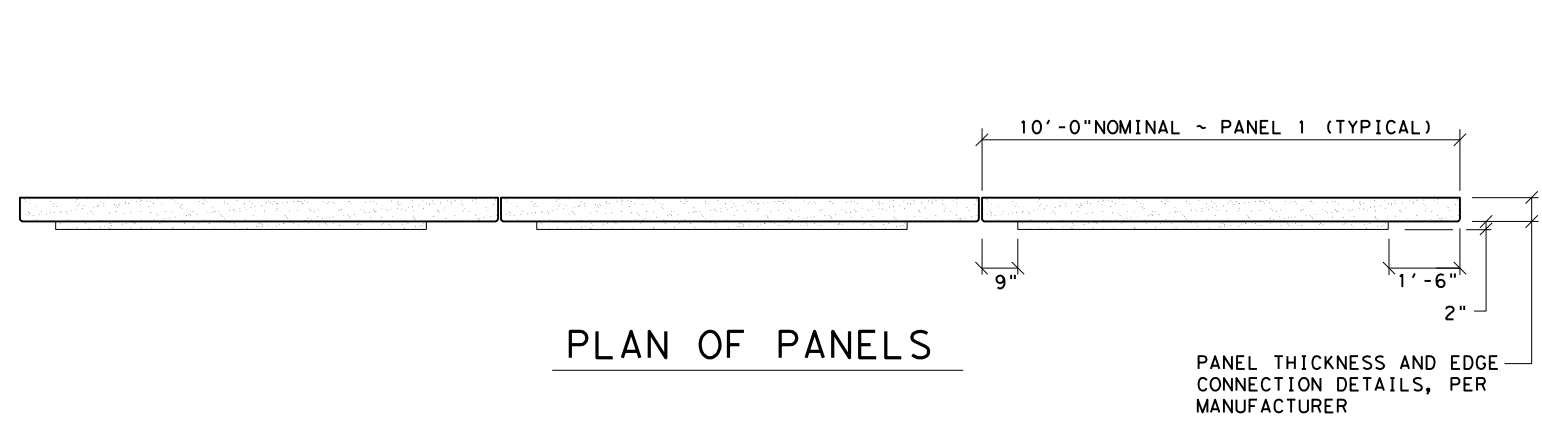 10'-0"NOMINAL ~ PANEL 1 (TYPICAL)
9"
1'-6"
2"
PLAN OF PANELS
PANEL THICKNESS AND EDGE
CONNECTION DETAILS, PER
MANUFACTURER